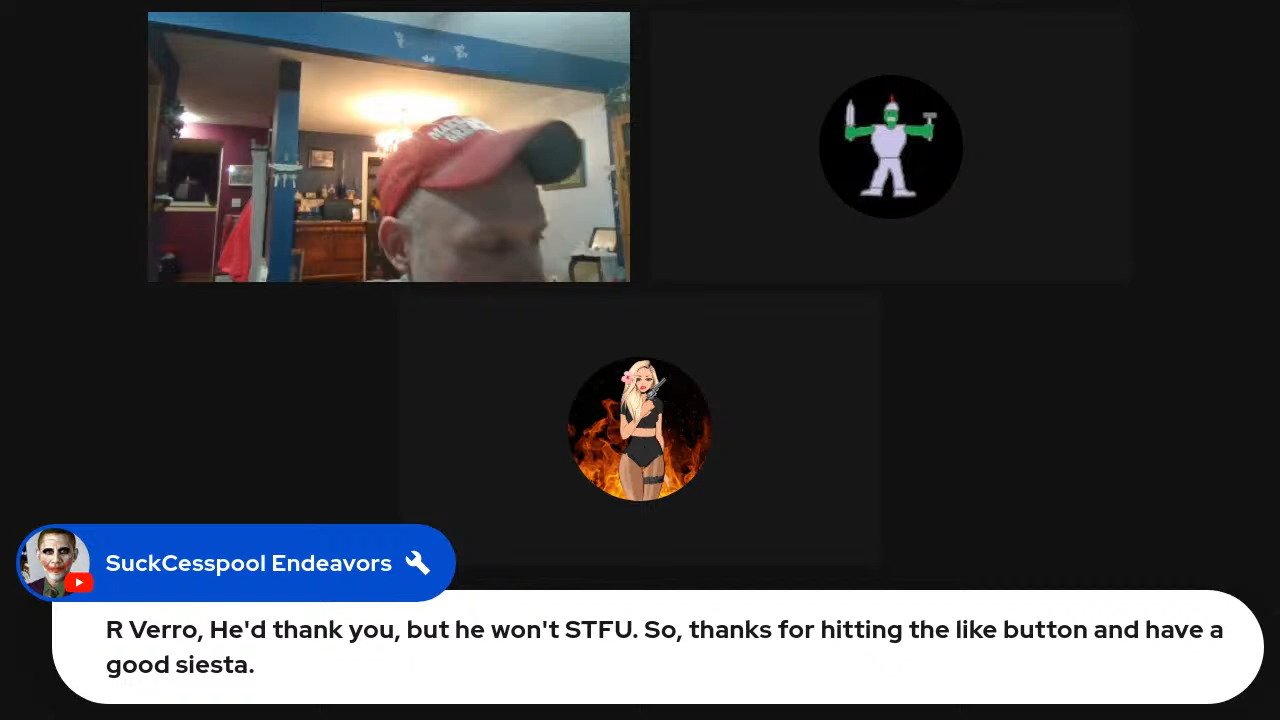 SuckCesspool Endeavors
R Verro, He'd thank you, but he won't STFU. So, thanks for hitting the like button and have a
good siesta.